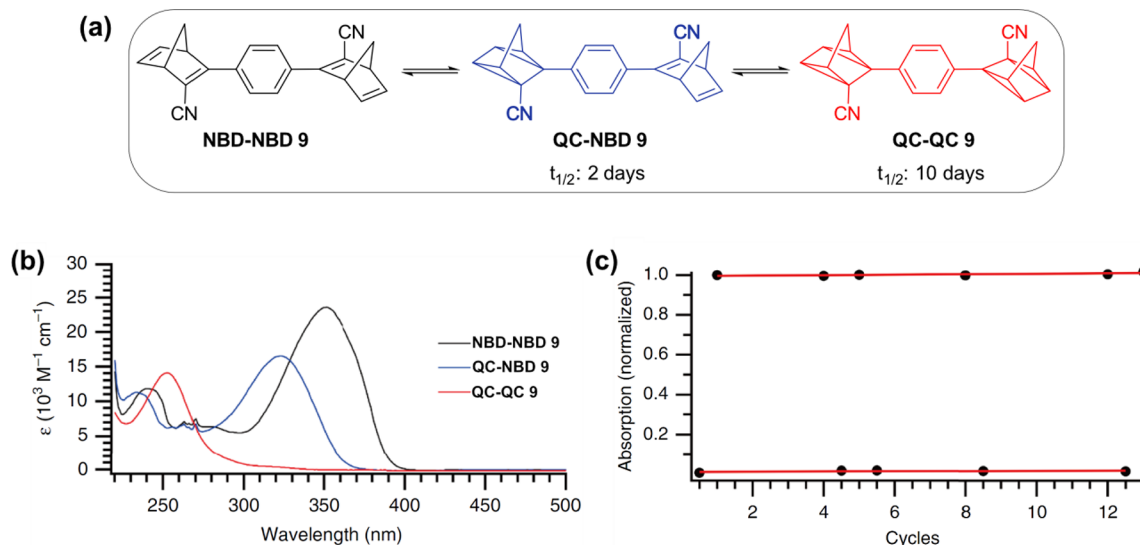 (a)
CN
CN
CN
CN
CN
CN
NBD-NBD 9
QC-NBD 9
QC-QC 9
t1/2: 2 days
t1/2: 10 days
(b)
30
25
20
15
10
5
0
ε (10³ M⁻¹ cm⁻¹)
NBD-NBD 9
QC-NBD 9
QC-QC 9
250
300
350
400
450
500
Wavelength (nm)
(c)
1.0
0.8
0.6
0.4
0.2
Absorption (normalized)
2
4
6
8
10
12
Cycles